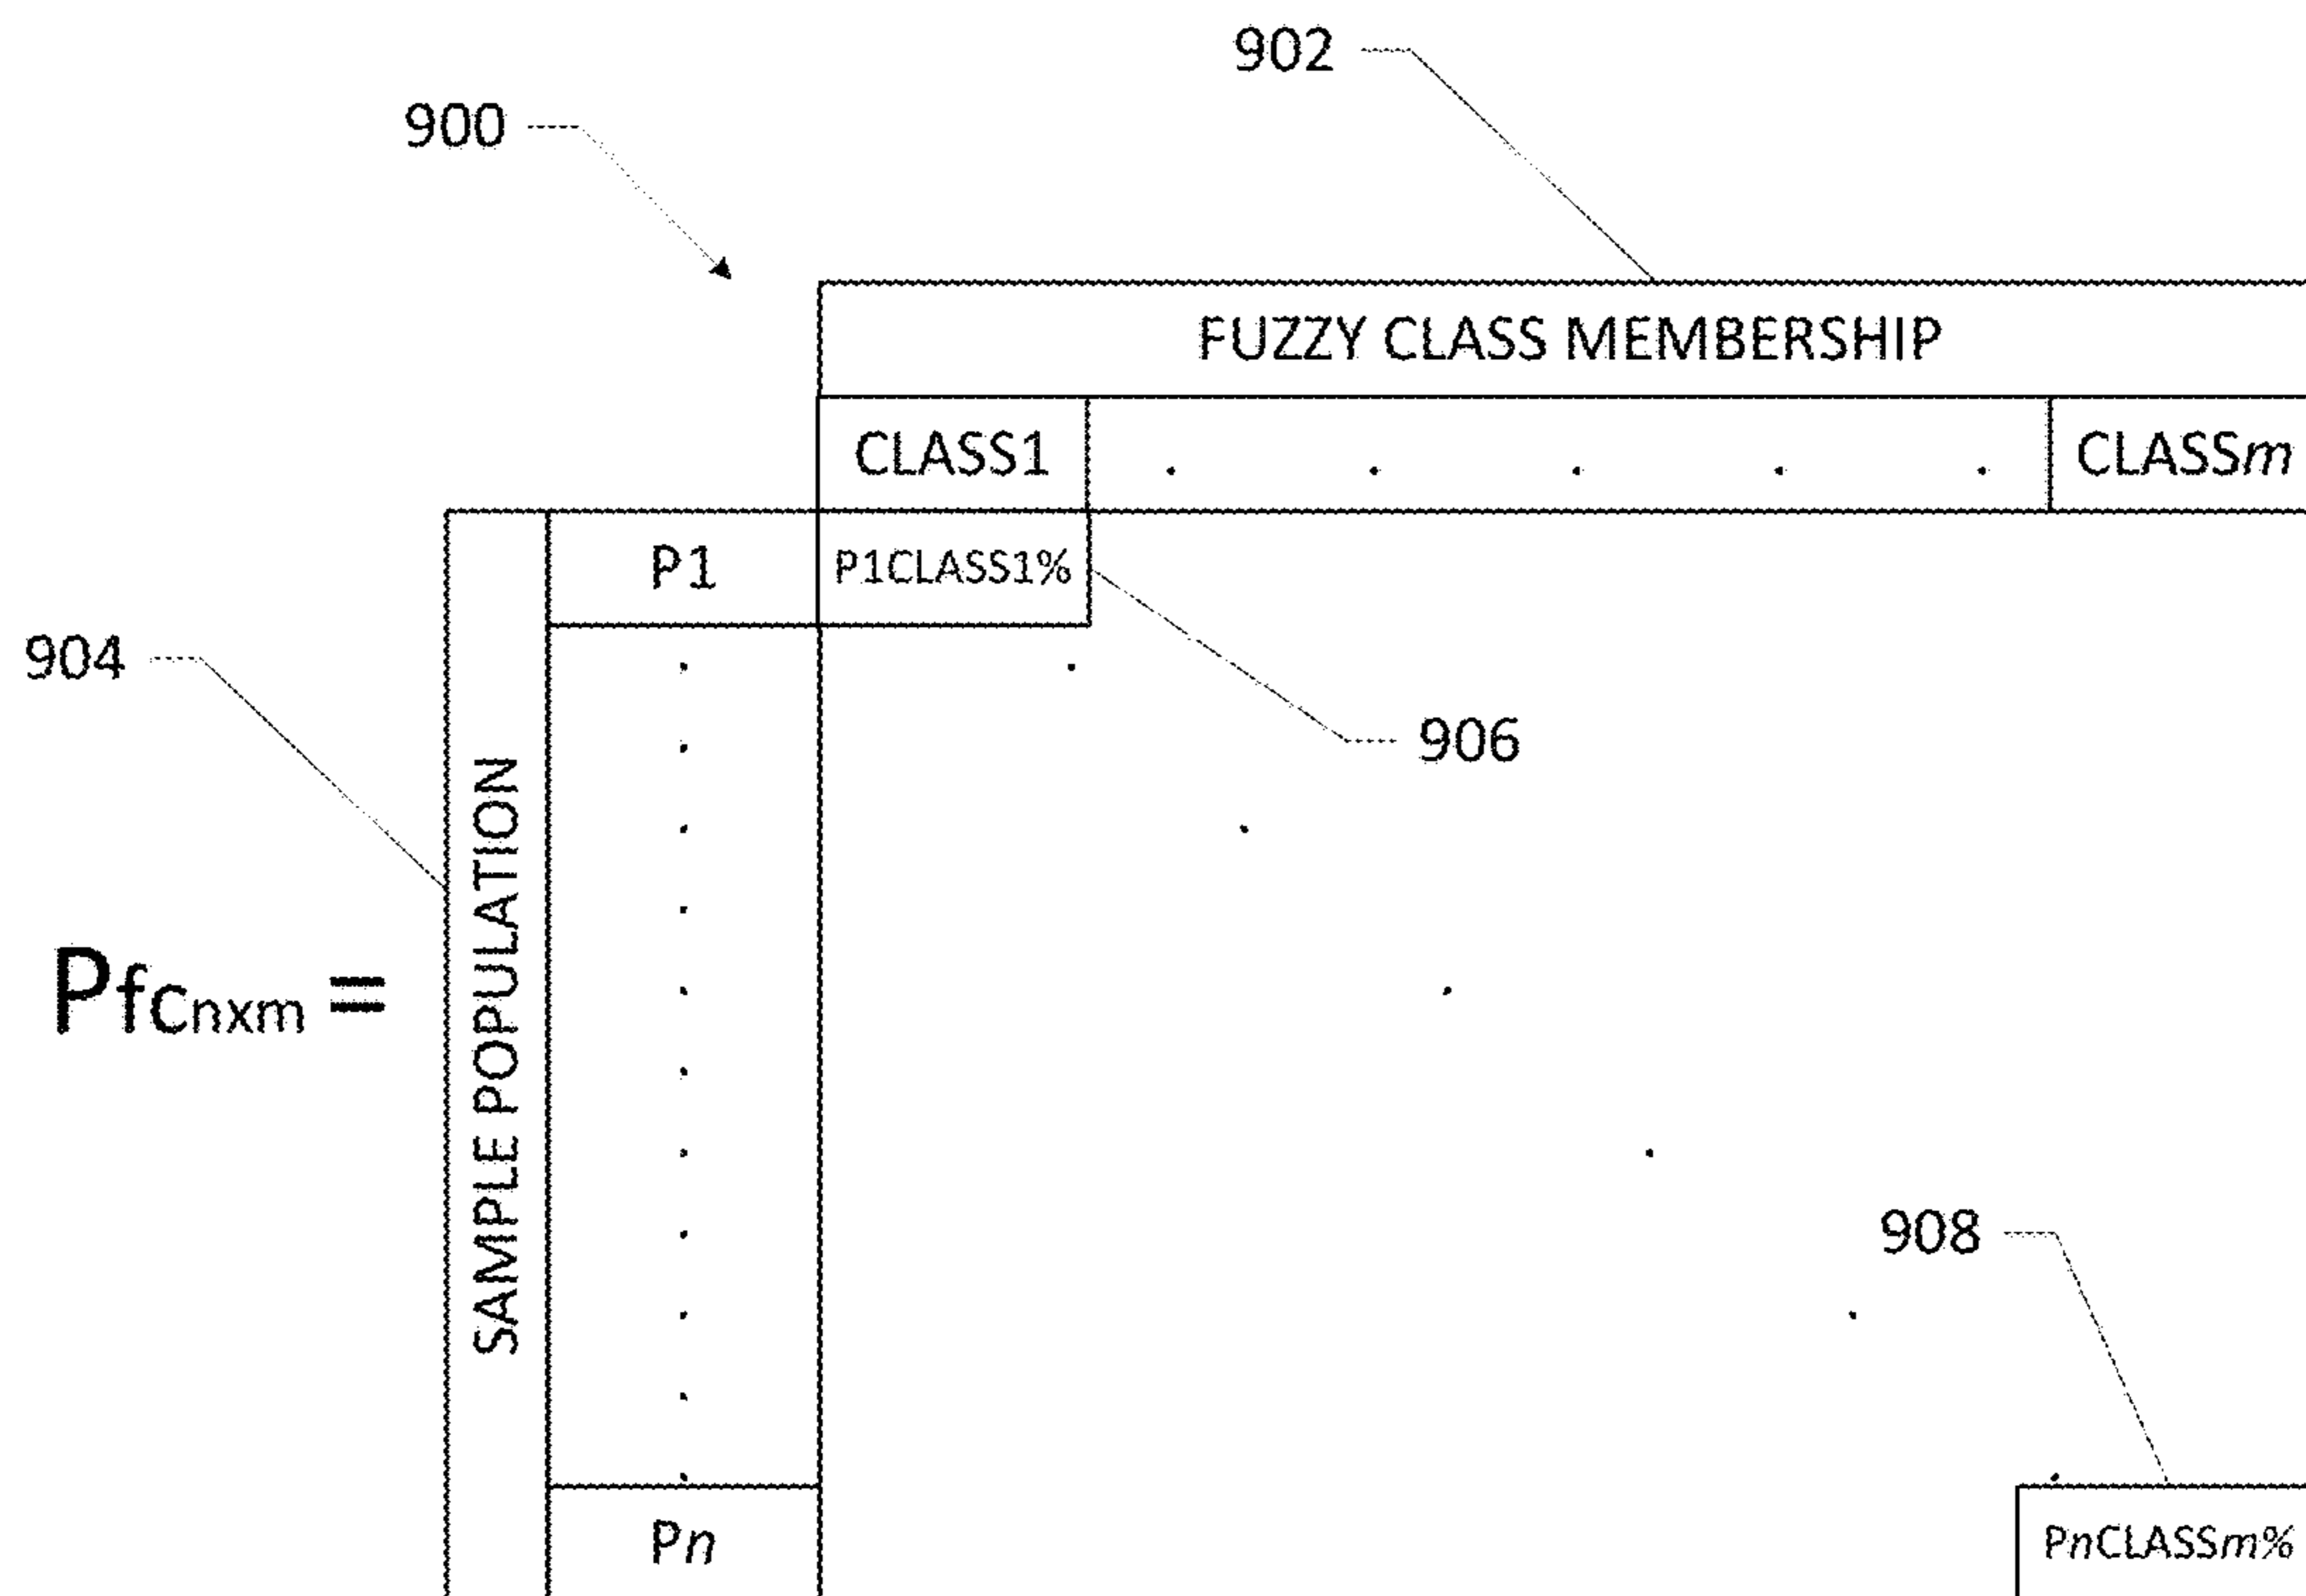 902
900
FUZZY CLASS MEMBERSHIP
CLASS1 . . . . . CLASSm
P1 P1CLASS1%
904
906
SAMPLE POPULATION
Pfcnxm =
908
Pn PnCLASSm%